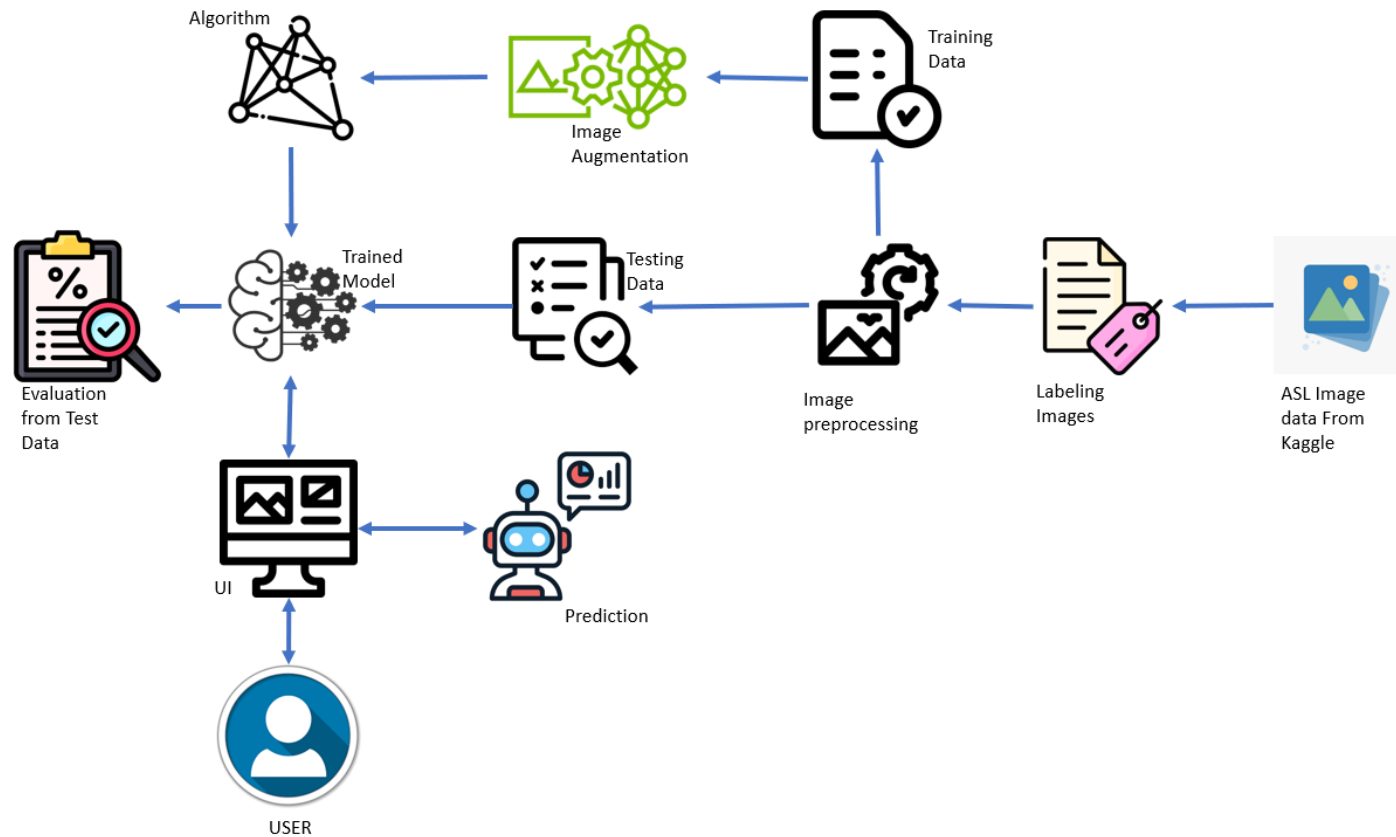 Algorithm
Training
Data
Image
Augmentation
Trained
Model
Testing
Data
%
Evaluation
from Test
Data
Image
preprocessing
Labeling
Images
ASL Image
data From
Kaggle
UI
Prediction
USER